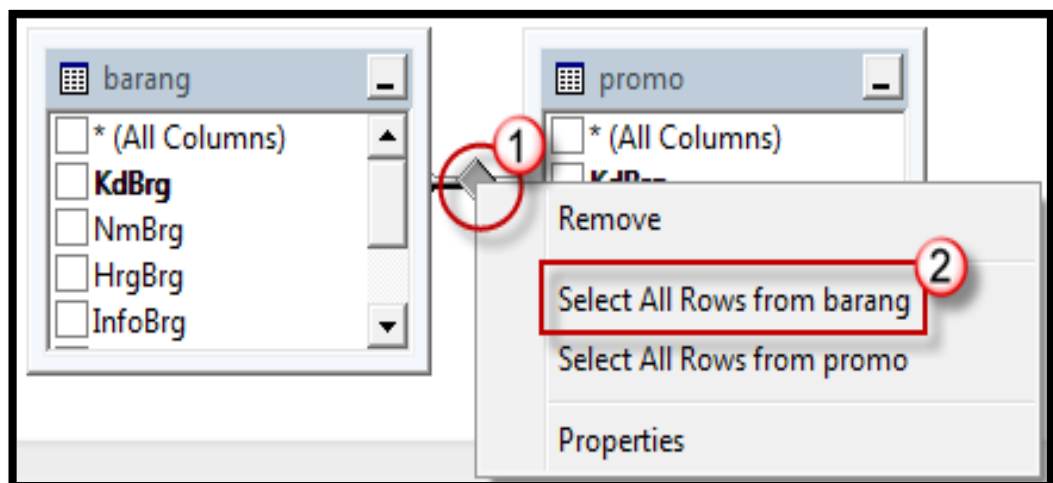 barang
* (All Columns)
KdBrg
NmBrg
HrgBrg
InfoBrg
promo
* (All Columns)
KdBrg
1
Remove
2
Select All Rows from barang
Select All Rows from promo
Properties